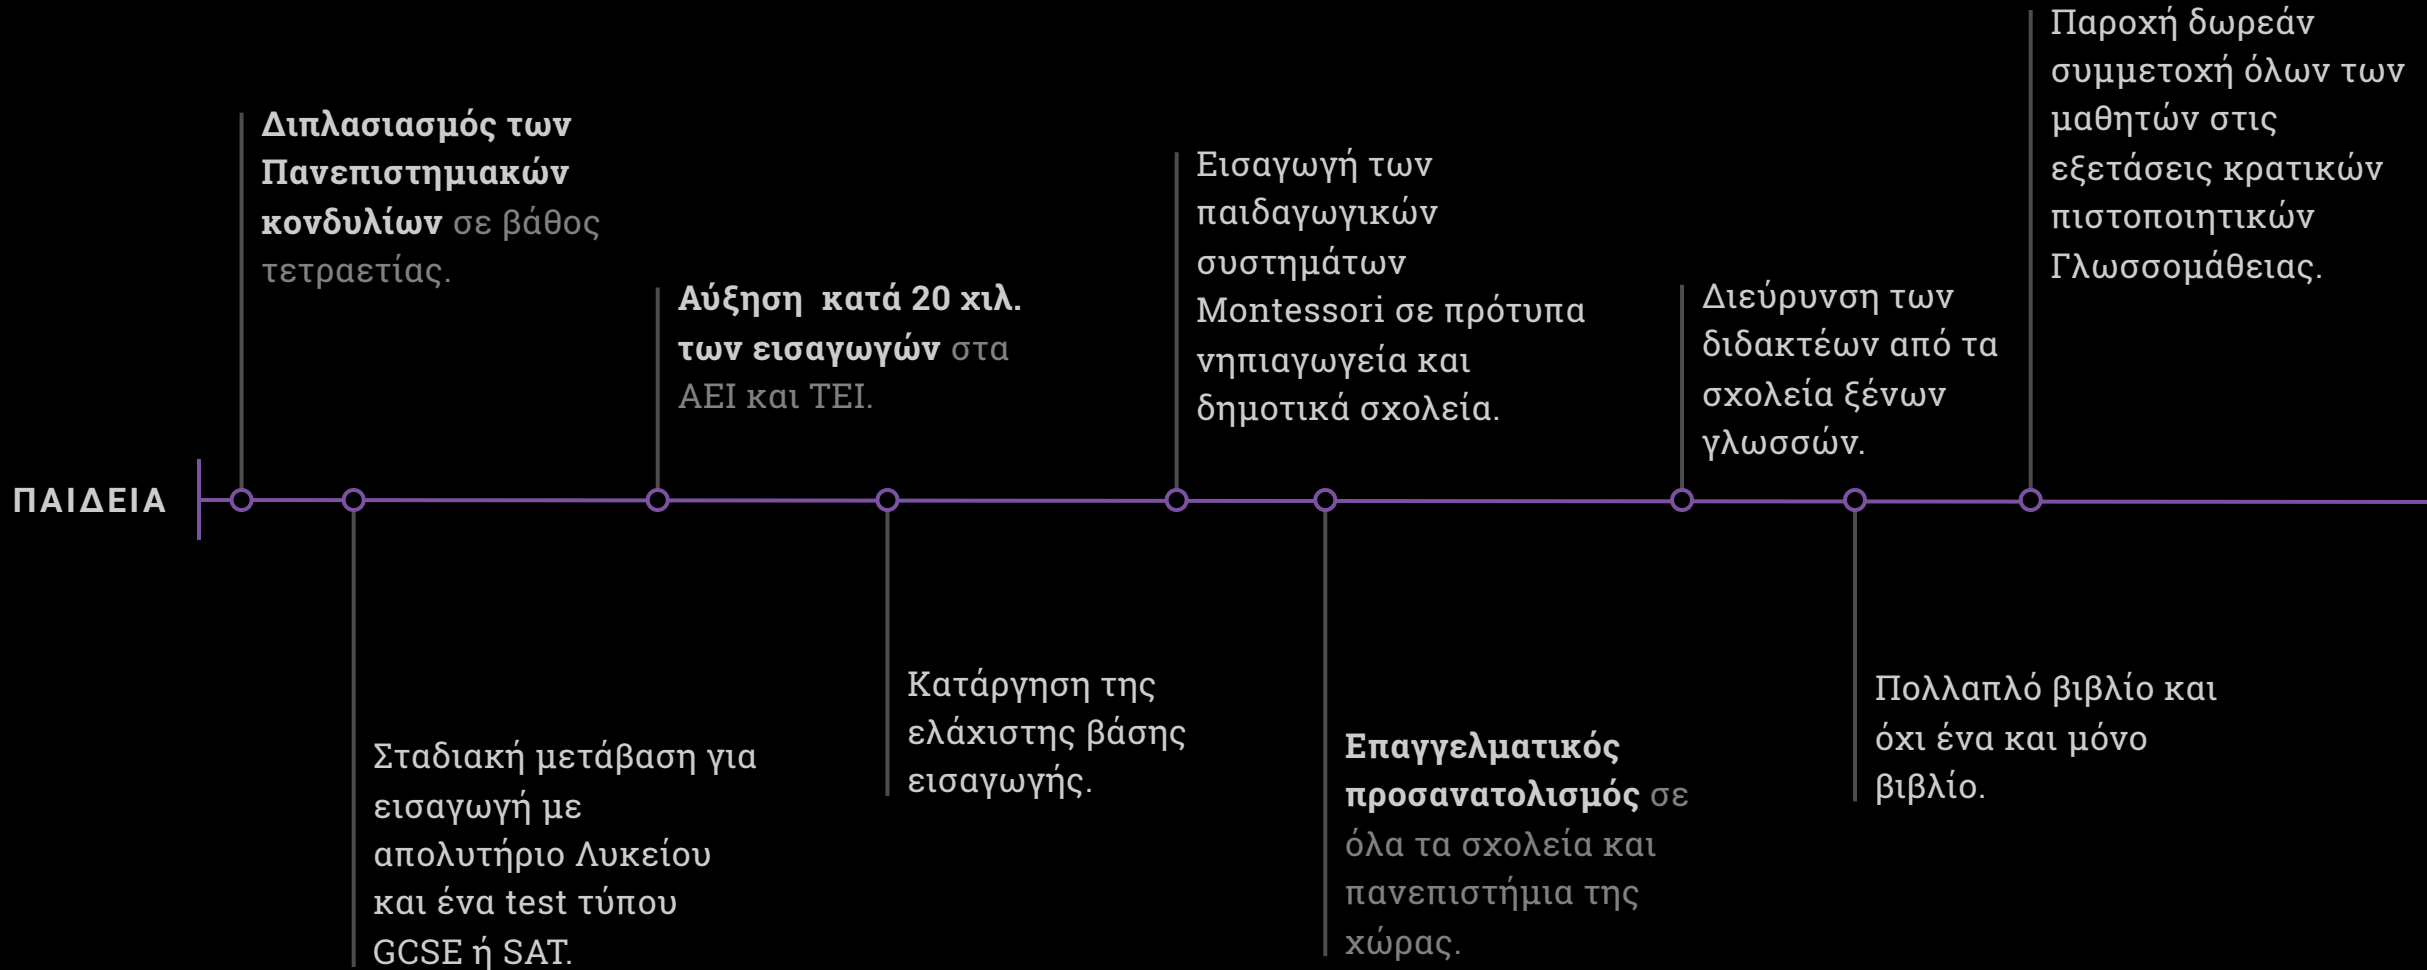 ΠΑΙΔΕΙΑ
Διπλασιασμός των
Πανεπιστημιακών
κονδυλίων σε βάθος
τετραετίας.
Σταδιακή μετάβαση για
εισαγωγή με
απολυτήριο Λυκείου
και ένα test τύπου
GCSE ή SAT.
Αύξηση κατά 20 χιλ.
των εισαγωγών στα
ΑΕΙ και ΤΕΙ.
Κατάργηση της
ελάχιστης βάσης
εισαγωγής.
Εισαγωγή των
παιδαγωγικών
συστημάτων
Montessori σε πρότυπα
νηπιαγωγεία και
δημοτικά σχολεία.
Επαγγελματικός
προσανατολισμός σε
όλα τα σχολεία και
πανεπιστήμια της
χώρας.
Διεύρυνση των
διδακτέων από τα
σχολεία ξένων
γλωσσών.
Πολλαπλό βιβλίο και
όχι ένα και μόνο
βιβλίο.
Παροχή δωρεάν
συμμετοχή όλων των
μαθητών στις
εξετάσεις κρατικών
πιστοποιητικών
Γλωσσομάθειας.